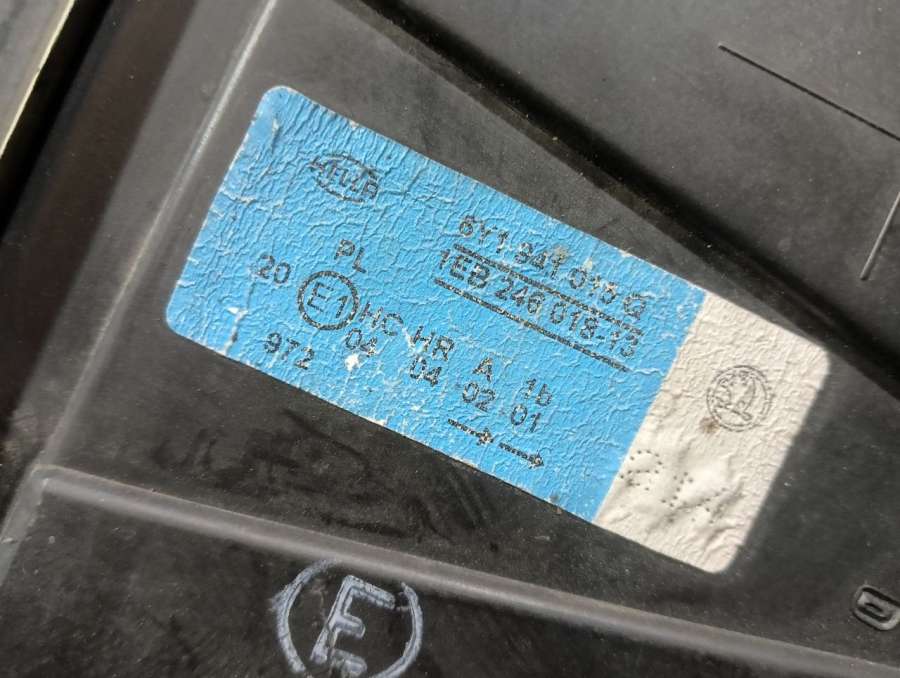 HELLA
6Y1 941 015 Q
1EB 246 018-13
PL
20 E1 HC HR A 1b
972 04 04 02 01
E